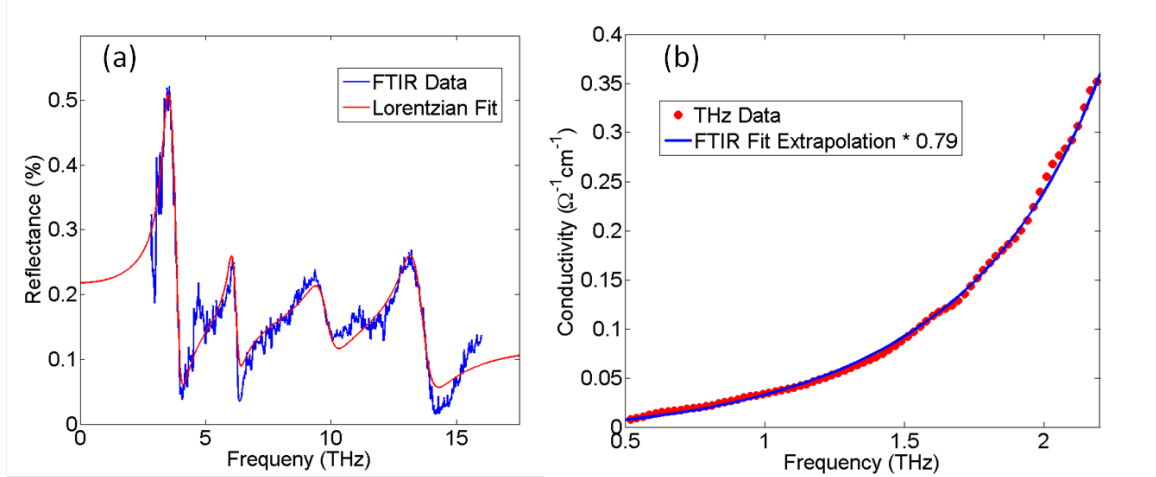 (a)
FTIR Data
Lorentzian Fit
Reflectance (%)
0.5
0.4
0.3
0.2
0.1
0
0
5
10
15
Frequeny (THz)
(b)
THz Data
FTIR Fit Extrapolation * 0.79
Conductivity (Ω⁻¹cm⁻¹)
0.4
0.35
0.3
0.25
0.2
0.15
0.1
0.05
0
0.5
1
1.5
2
Frequency (THz)